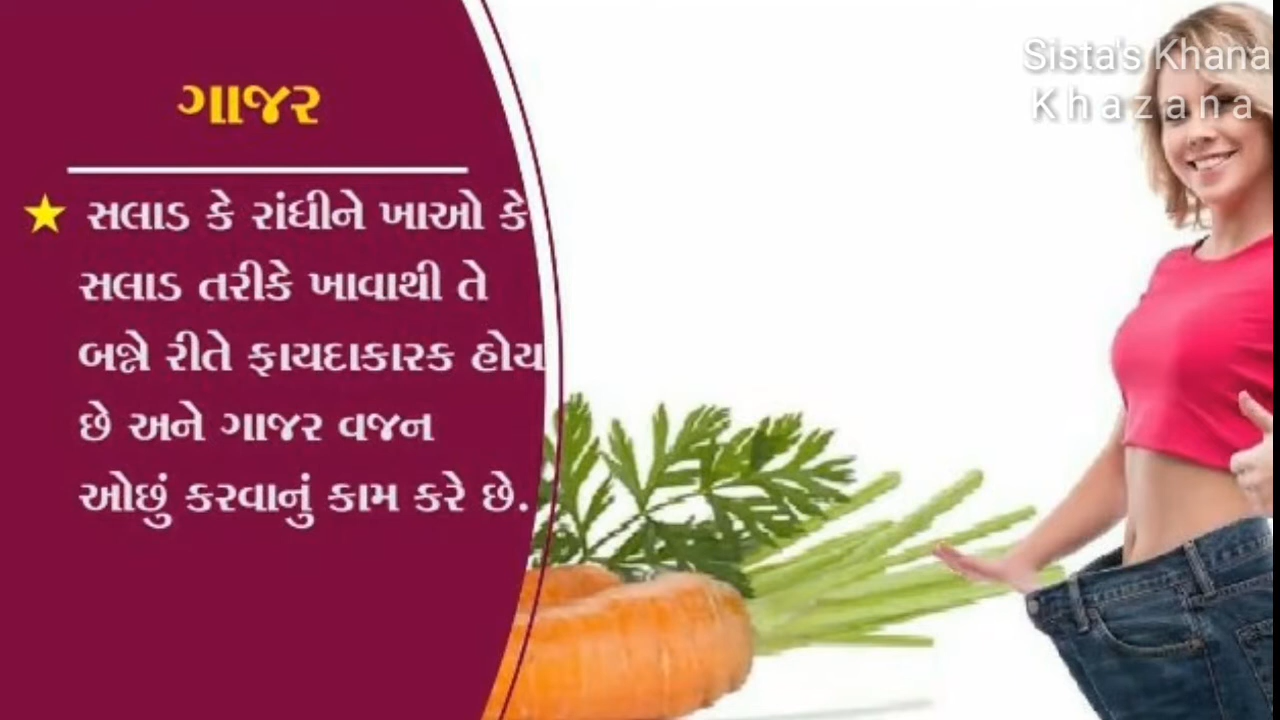 ગાજર
સલાડ કે રાંધીને ખાઓ કે
સલાડ તરીકે ખાવાથી તે
બન્ને રીતે ફાયદાકારક હોય
છે અને ગાજર વજન
ઓછું કરવાનું કામ કરે છે.
Sista's Khana
Khazana